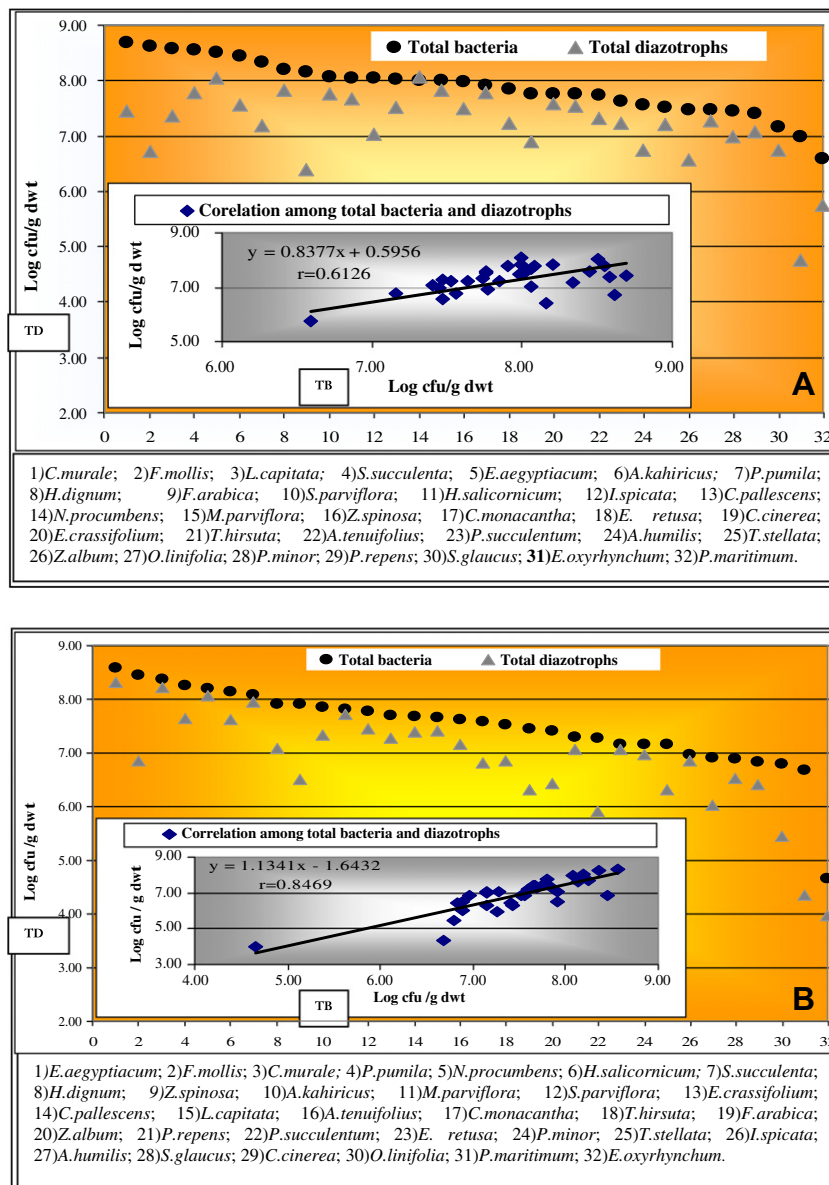 9.00
8.00
7.00
6.00
5.00
4.00
3.00
2.00
Log cfu/g dwt
TD
Total bacteria
Total diazotrophs
Corelation among total bacteria and diazotrophs
9.00
7.00
5.00
y = 0.8377x + 0.5956
r=0.6126
Log cfu/g d wt
6.00 7.00 8.00 9.00
TB
Log cfu/g dwt
A
0 2 4 6 8 10 12 14 16 18 20 22 24 26 28 30 32
1)C.murale; 2)F.mollis; 3)L.capitata; 4)S.succulenta; 5)E.aegyptiacum; 6)A.kahiricus; 7)P.pumila;
8)H.dignum; 9)F.arabica; 10)S.parviflora; 11)H.salicornicum; 12)I.spicata; 13)C.pallescens;
14)N.procumbens; 15)M.parviflora; 16)Z.spinosa; 17)C.monacantha; 18)E. retusa; 19)C.cinerea;
20)E.crassifolium; 21)T.hirsuta; 22)A.tenuifolius; 23)P.succulentum; 24)A.humilis; 25)T.stellata;
26)Z.album; 27)O.linifolia; 28)P.minor; 29)P.repens; 30)S.glaucus; 31)E.oxyrhynchum; 32)P.maritimum.
9.00
8.00
7.00
6.00
5.00
4.00
3.00
2.00
Log cfu /g dwt
TD
Total bacteria
Total diazotrophs
Correlation among total bacteria and diazotrophs
9.00
7.00
5.00
3.00
y = 1.1341x - 1.6432
r=0.8469
Log cfu / g dwt
4.00 5.00 6.00 7.00 8.00 9.00
TB
Log cfu /g dwt
B
0 2 4 6 8 10 12 14 16 18 20 22 24 26 28 30 32
1)E.aegyptiacum; 2)F.mollis; 3)C.murale; 4)P.pumila; 5)N.procumbens; 6)H.salicornicum; 7)S.succulenta;
8)H.dignum; 9)Z.spinosa; 10)A.kahiricus; 11)M.parviflora; 12)S.parviflora; 13)E.crassifolium;
14)C.pallescens; 15)L.capitata; 16)A.tenuifolius; 17)C.monacantha; 18)T.hirsuta; 19)F.arabica;
20)Z.album; 21)P.repens; 22)P.succulentum; 23)E. retusa; 24)P.minor; 25)T.stellata; 26)I.spicata;
27)A.humilis; 28)S.glaucus; 29)C.cinerea; 30)O.linifolia; 31)P.maritimum; 32)E.oxyrhynchum.